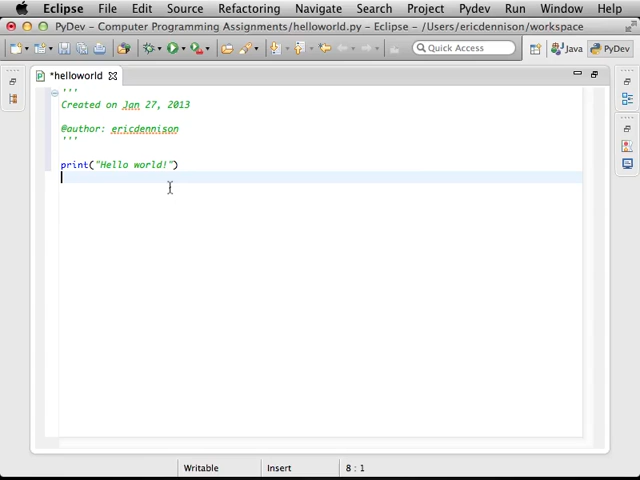 Eclipse File Edit Source Refactoring Navigate Search Project Pydev Run Window Help
PyDev - Computer Programming Assignments/helloworld.py - Eclipse - /Users/ericdennison/workspace
Quick Access Java PyDev
*helloworld
'''
Created on Jan 27, 2013
@author: ericdennison
'''
print("Hello world!")
Writable Insert 8 : 1